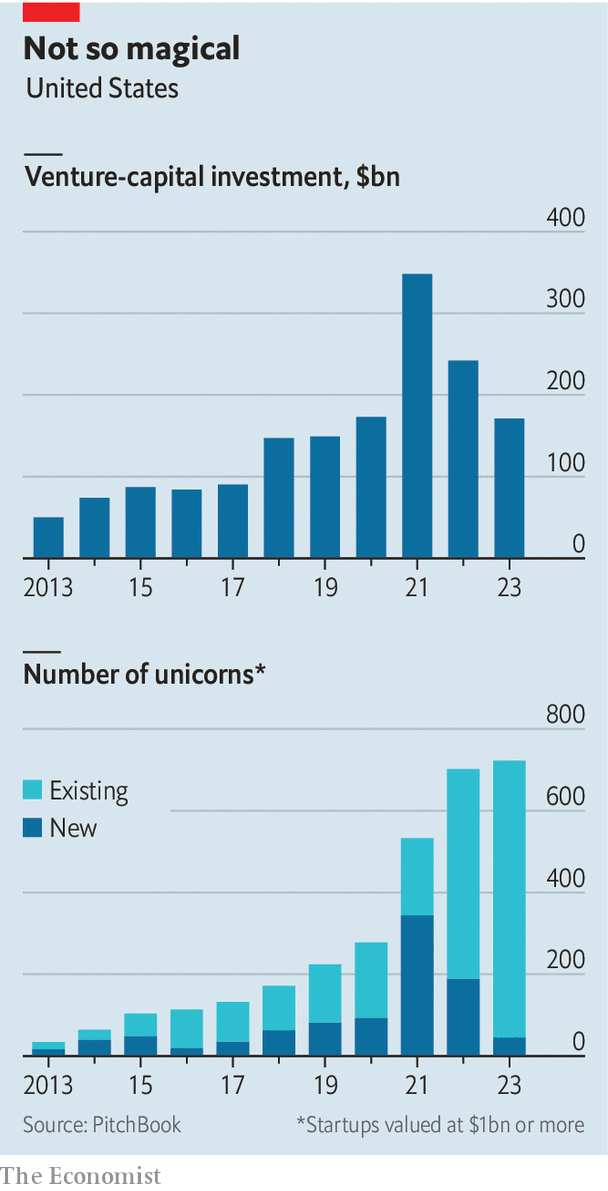 Not so magical
United States
Venture-capital investment, $bn
400
300
200
100
0
2013 15 17 19 21 23
Number of unicorns*
800
Existing
600
New
400
200
0
2013 15 17 19 21 23
Source: PitchBook *Startups valued at $1bn or more
The Economist